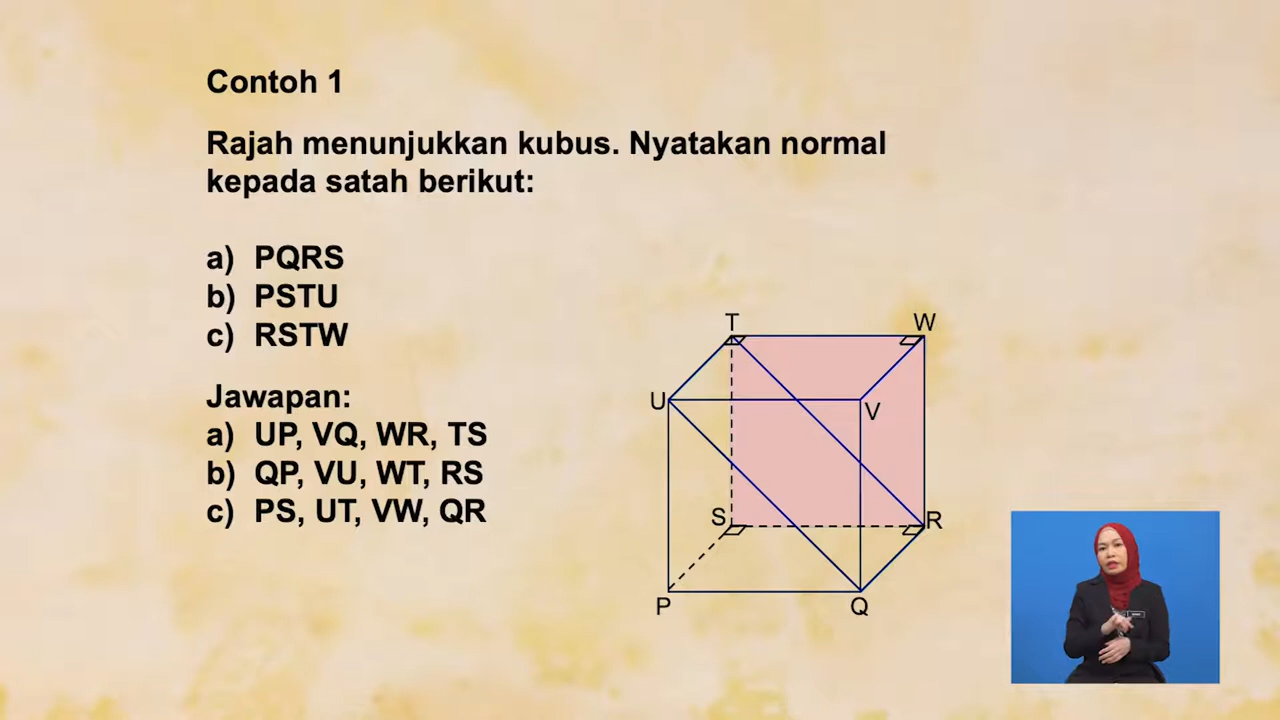 Contoh 1
Rajah menunjukkan kubus. Nyatakan normal
kepada satah berikut:
a) PQRS
b) PSTU
c) RSTW
Jawapan:
a) UP, VQ, WR, TS
b) QP, VU, WT, RS
c) PS, UT, VW, QR
T
W
U
V
S
R
P
Q